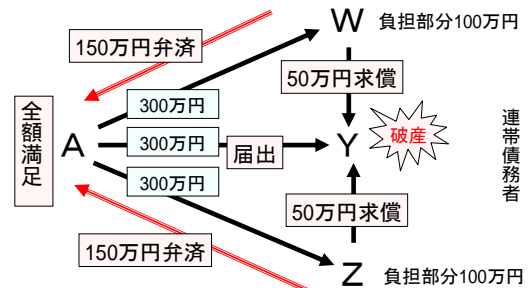 W
負担部分100万円
150万円弁済
50万円求償
300万円
全額満足
A
300万円
届出
Y
破産
連帯債務者
300万円
50万円求償
150万円弁済
Z
負担部分100万円